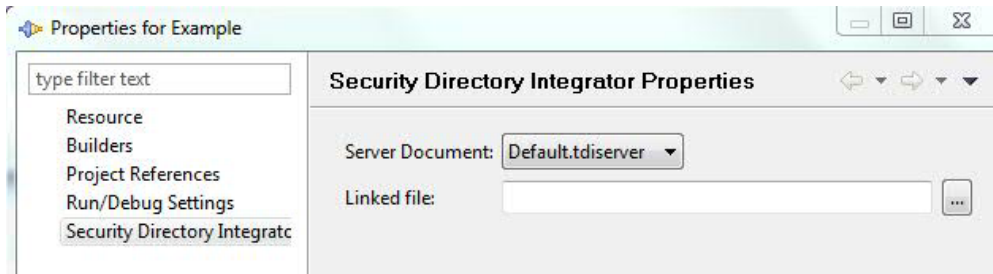 Properties for Example
type filter text
Resource
Builders
Project References
Run/Debug Settings
Security Directory Integratc
Security Directory Integrator Properties
Server Document: Default.tdiserver
Linked file:
...